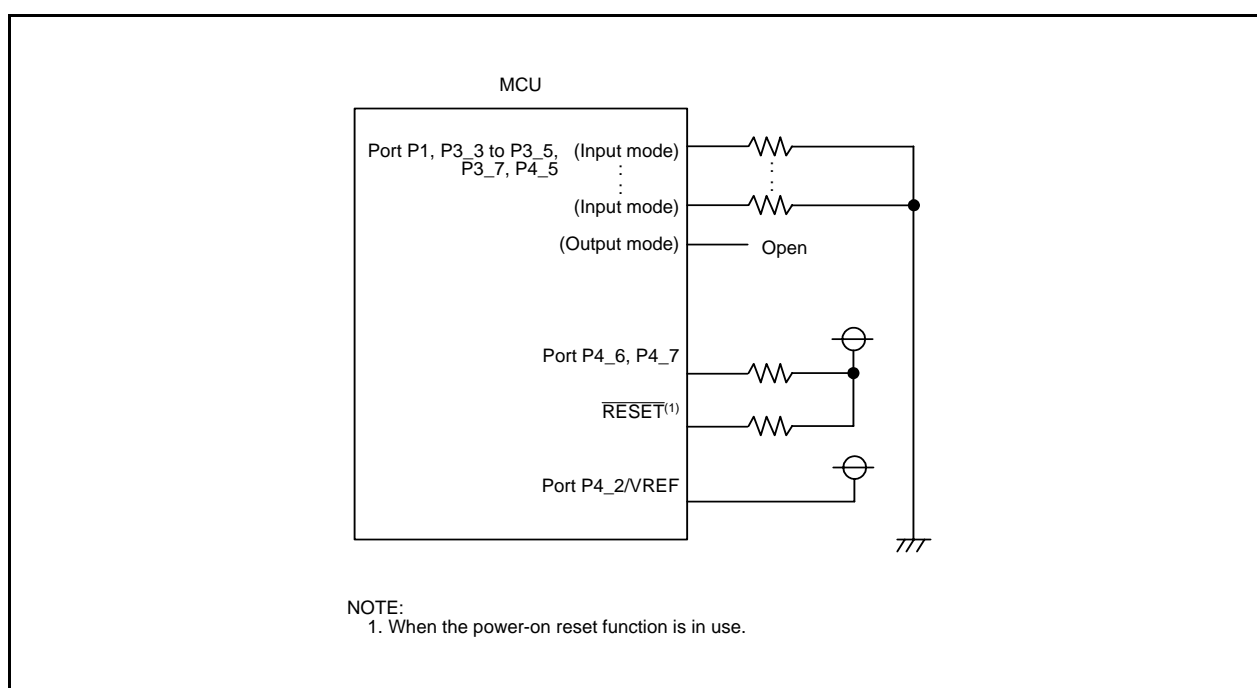 MCU
Port P1, P3_3 to P3_5, (Input mode)
P3_7, P4_5
(Input mode)
(Output mode) Open
Port P4_6, P4_7
RESET(1)
Port P4_2/VREF
NOTE:
1. When the power-on reset function is in use.